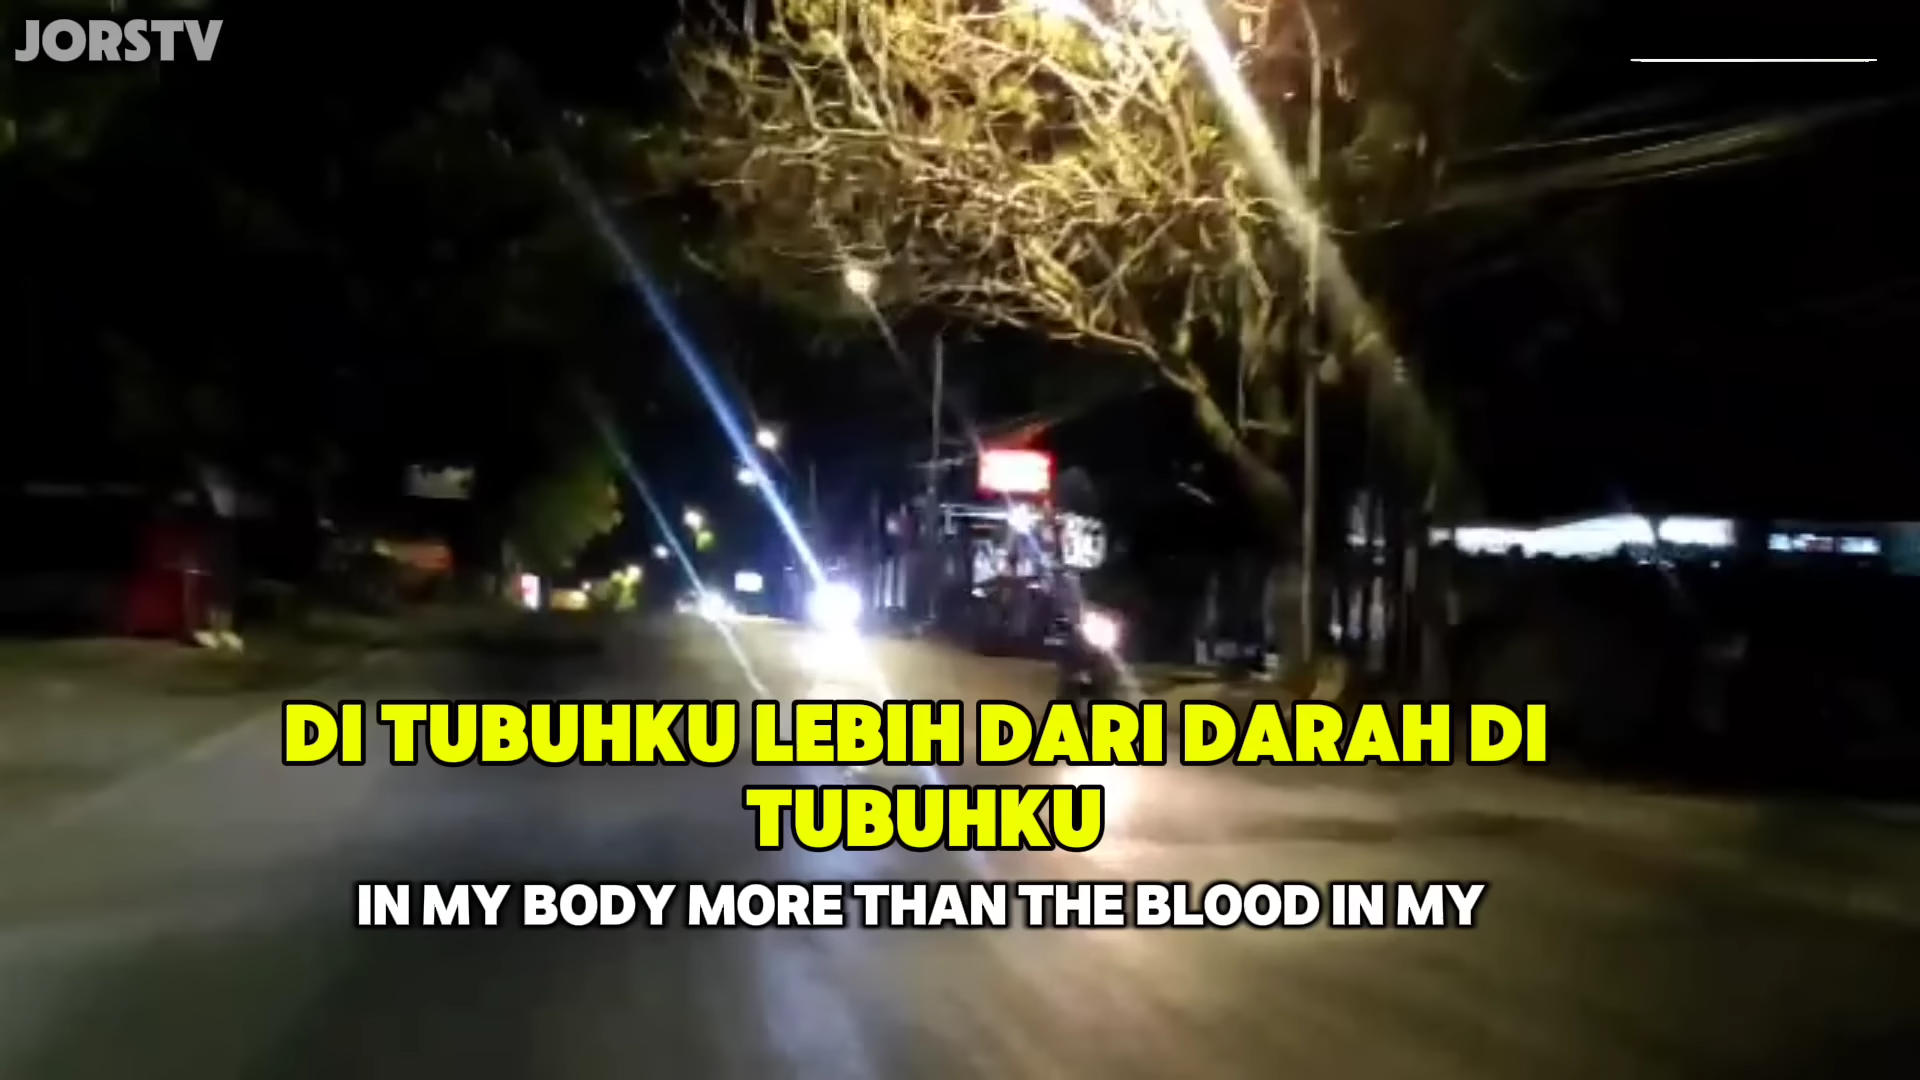 JORSTV
DI TUBUHKU LEBIH DARI DARAH DI
TUBUHKU
IN MY BODY MORE THAN THE BLOOD IN MY